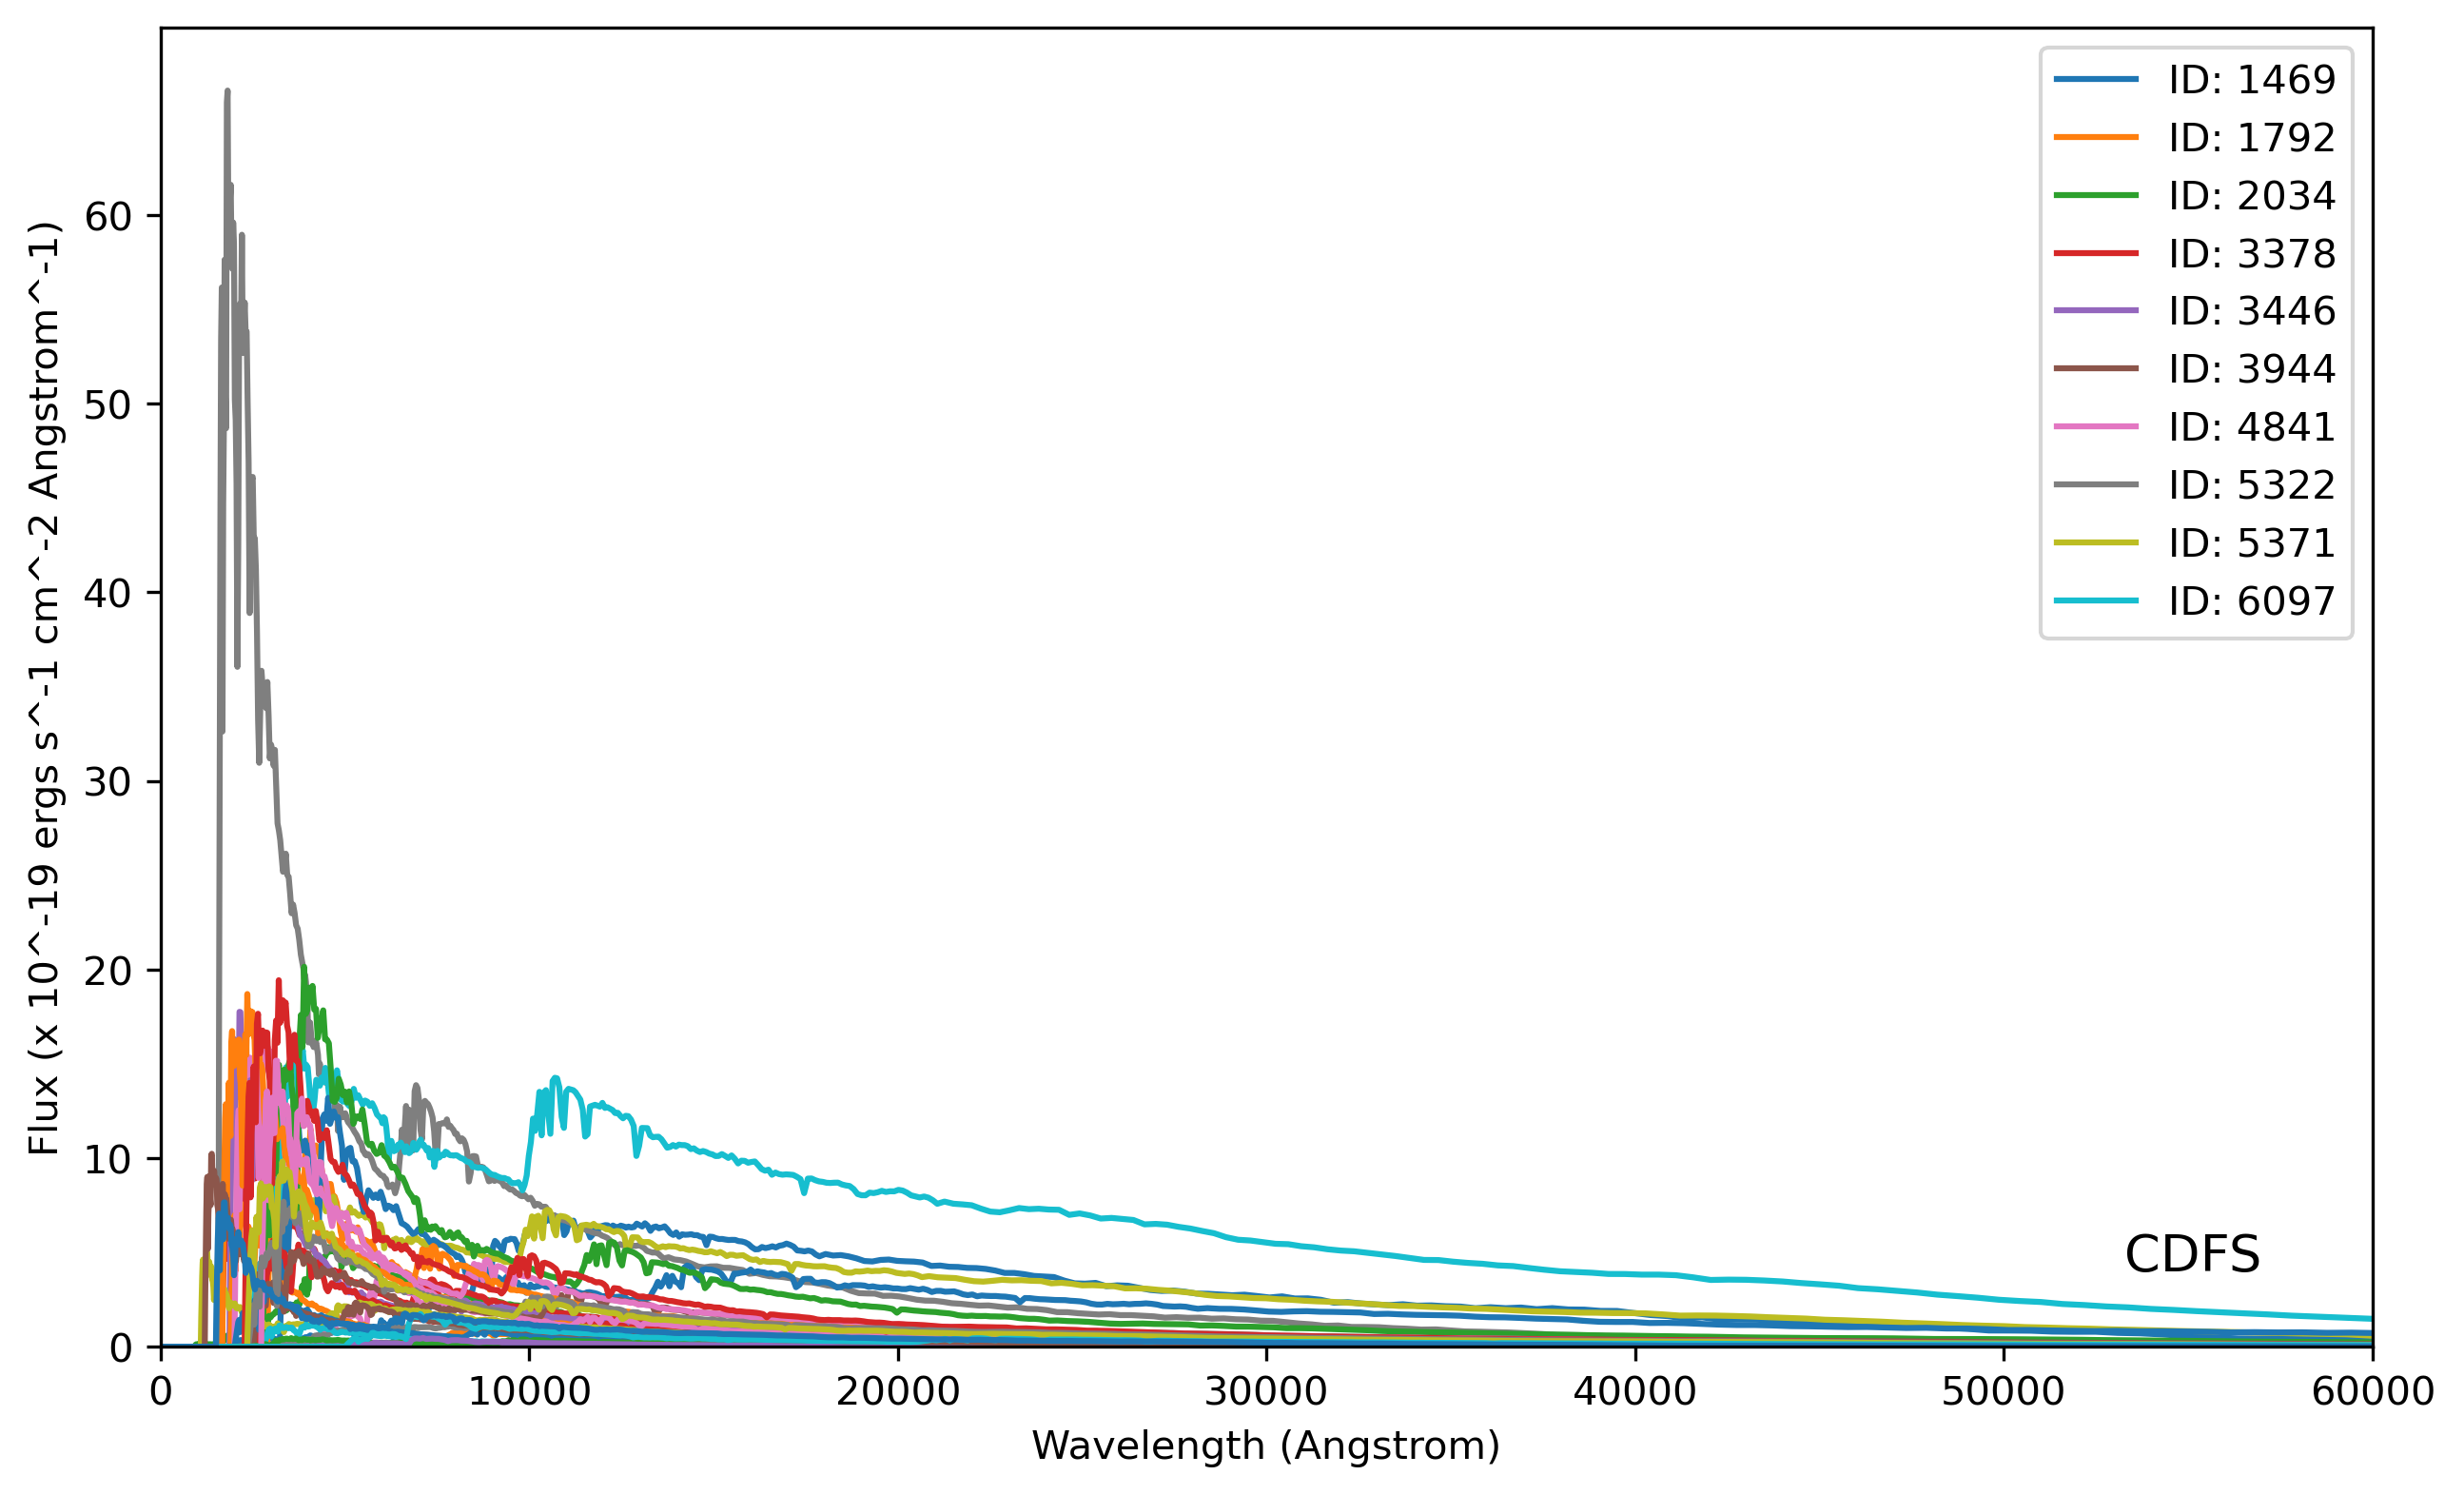 Flux (x 10^-19 ergs s^-1 cm^-2 Angstrom^-1)
60
50
40
30
20
10
0
ID: 1469
ID: 1792
ID: 2034
ID: 3378
ID: 3446
ID: 3944
ID: 4841
ID: 5322
ID: 5371
ID: 6097
CDFS
0 10000 20000 30000 40000 50000 60000
Wavelength (Angstrom)